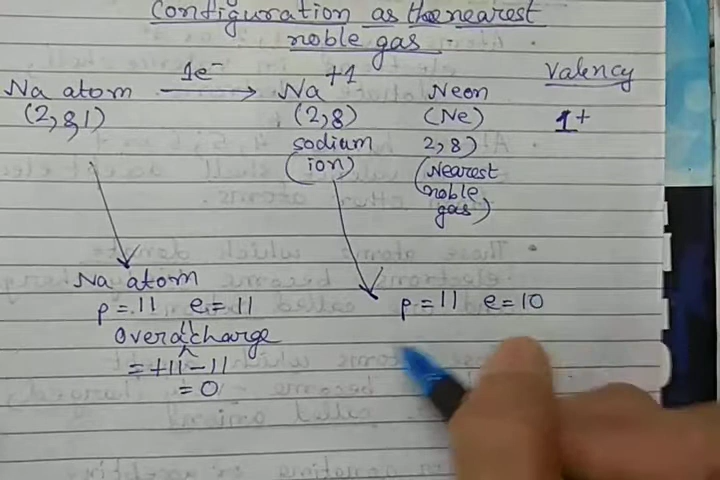 Configuration as the nearest
noble gas
Na atom 1e⁻ → Na +1 Neon Valency
(2,8,1) (2,8) (Ne) 1+
sodium 2,8)
(ion) (Nearest
noble
gas)
Na atom
p = 11 e = 11 p = 11 e = 10
Overall charge
= +11 - 11
= 0